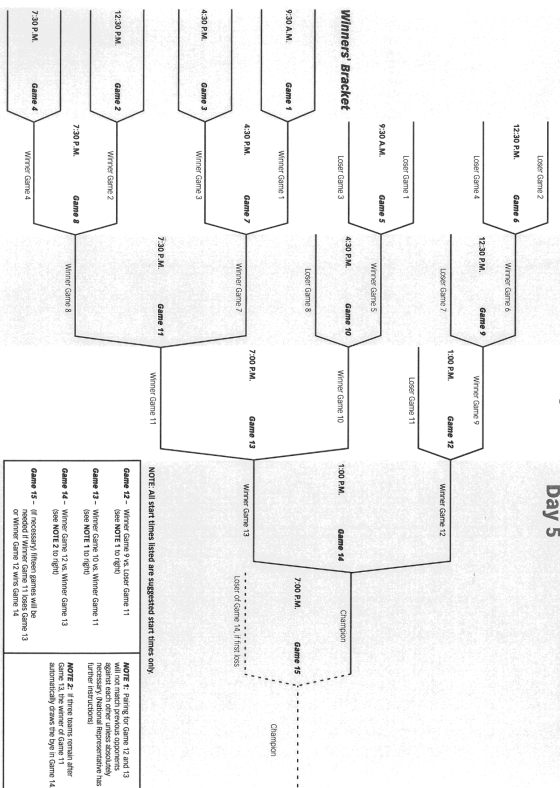 Day 5
Loser Game 2
12:30 P.M. Game 6
Loser Game 4
Loser Game 1
9:30 A.M. Game 5
Loser Game 3
Winners' Bracket
9:30 A.M. Game 1
4:30 P.M. Game 3
12:30 P.M. Game 2
7:30 P.M. Game 4
Winner Game 6
12:30 P.M. Game 9
Loser Game 7
Winner Game 5
4:30 P.M. Game 10
Loser Game 8
Winner Game 1
4:30 P.M. Game 7
Winner Game 3
Winner Game 2
7:30 P.M. Game 8
Winner Game 4
Winner Game 9
1:00 P.M. Game 12
Loser Game 11
Winner Game 10
7:00 P.M. Game 13
Winner Game 11
Winner Game 7
7:30 P.M. Game 11
Winner Game 8
Winner Game 12
1:00 P.M. Game 14
Winner Game 13
Champion
7:00 P.M. Game 15
Loser of Game 14, if first loss
Champion
NOTE: All start times listed are suggested start times only.
Game 12 – Winner Game 9 vs. Loser Game 11
(see NOTE 1 to right)
Game 13 – Winner Game 10 vs. Winner Game 11
(see NOTE 1 to right)
Game 14 – Winner Game 12 vs. Winner Game 13
(see NOTE 2 to right)
Game 15 – (If necessary) fifteen games will be
needed if Winner Game 11 loses Game 13
or Winner Game 12 wins Game 14
NOTE 1: Pairing for Game 12 and 13
will not match previous opponents
against each other unless absolutely
necessary (National Representative has
further instructions)
NOTE 2: If three teams remain after
Game 13, the winner of Game 11
automatically draws the bye in Game 14.